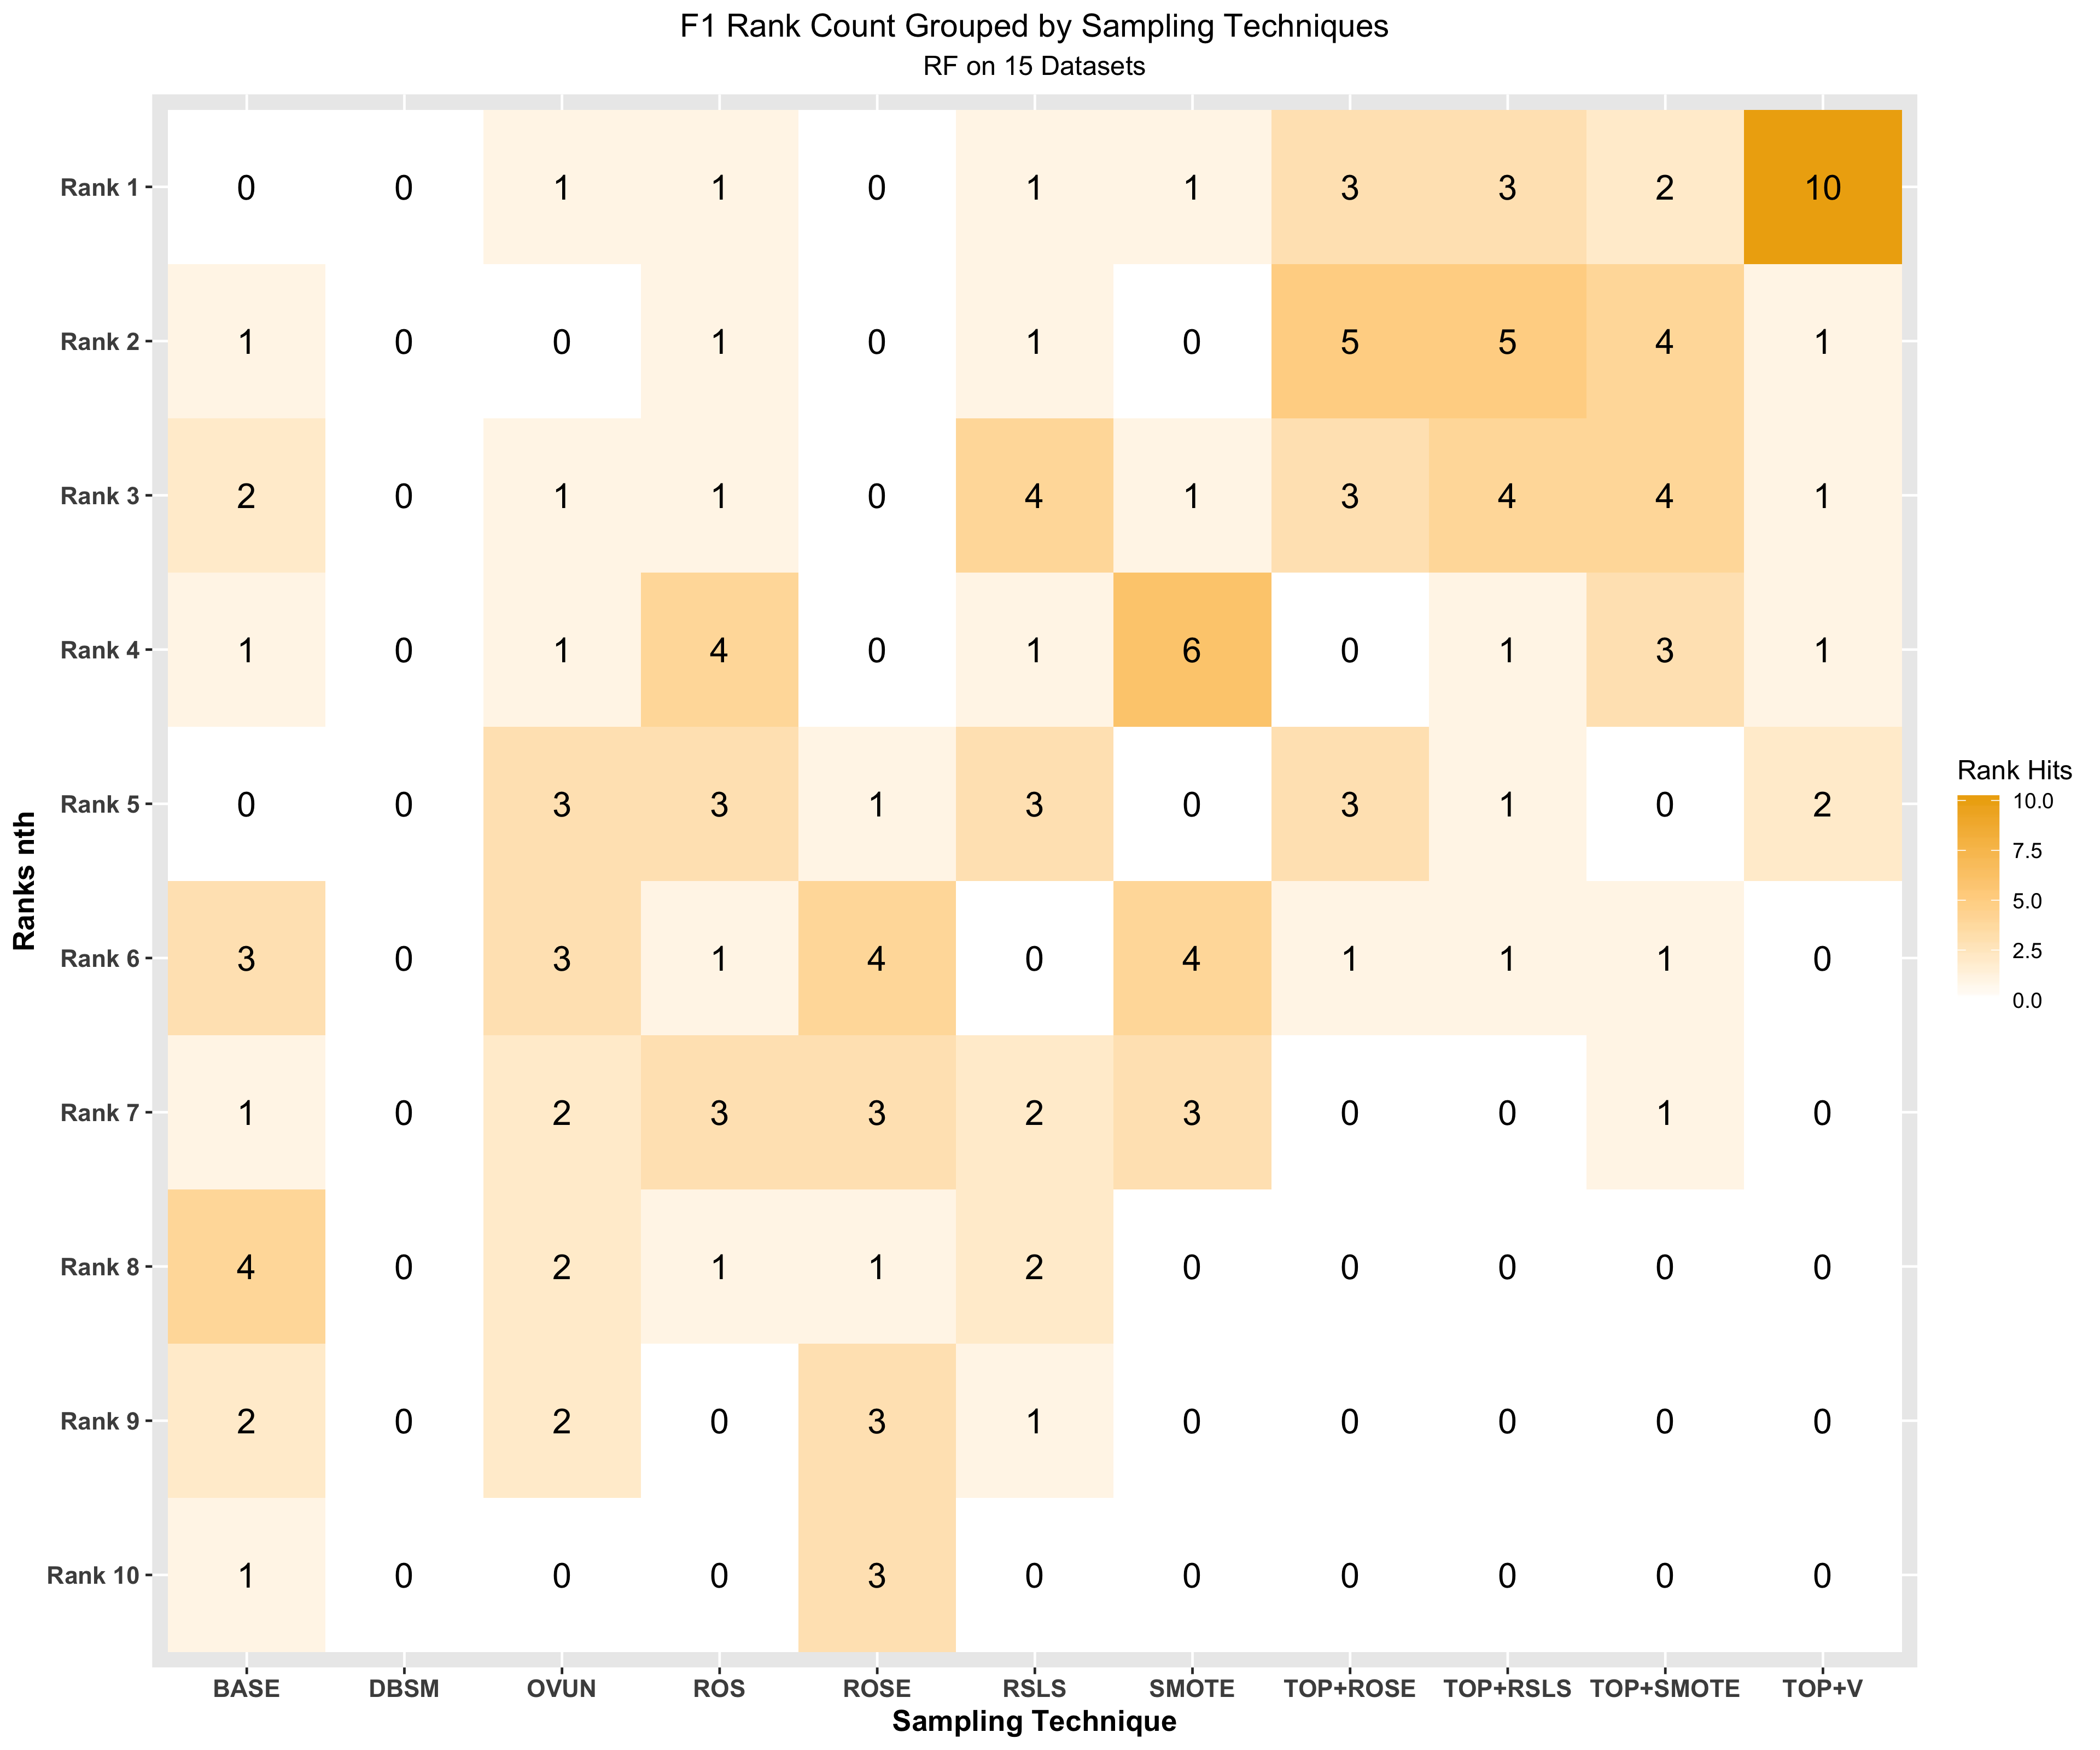 F1 Rank Count Grouped by Sampling Techniques
RF on 15 Datasets
Rank 1 0 0 1 1 0 1 1 3 3 2 10
Rank 2 1 0 0 1 0 1 0 5 5 4 1
Rank 3 2 0 1 1 0 4 1 3 4 4 1
Rank 4 1 0 1 4 0 1 6 0 1 3 1
Rank 5 0 0 3 3 1 3 0 3 1 0 2
Rank 6 3 0 3 1 4 0 4 1 1 1 0
Rank 7 1 0 2 3 3 2 3 0 0 1 0
Rank 8 4 0 2 1 1 2 0 0 0 0 0
Rank 9 2 0 2 0 3 1 0 0 0 0 0
Rank 10 1 0 0 0 3 0 0 0 0 0 0
BASE DBSM OVUN ROS ROSE RSLS SMOTE TOP+ROSE TOP+RSLS TOP+SMOTE TOP+V
Sampling Technique
Ranks nth
Rank Hits
10.0
7.5
5.0
2.5
0.0